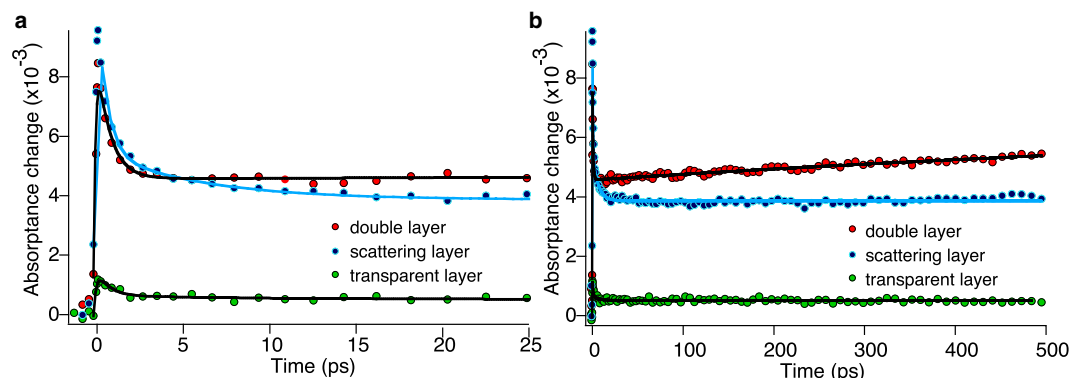 a
Absorptance change (x10-3)
8
6
4
2
0
double layer
scattering layer
transparent layer
0 5 10 15 20 25
Time (ps)
b
Absorptance change (x10-3)
8
6
4
2
0
double layer
scattering layer
transparent layer
0 100 200 300 400 500
Time (ps)